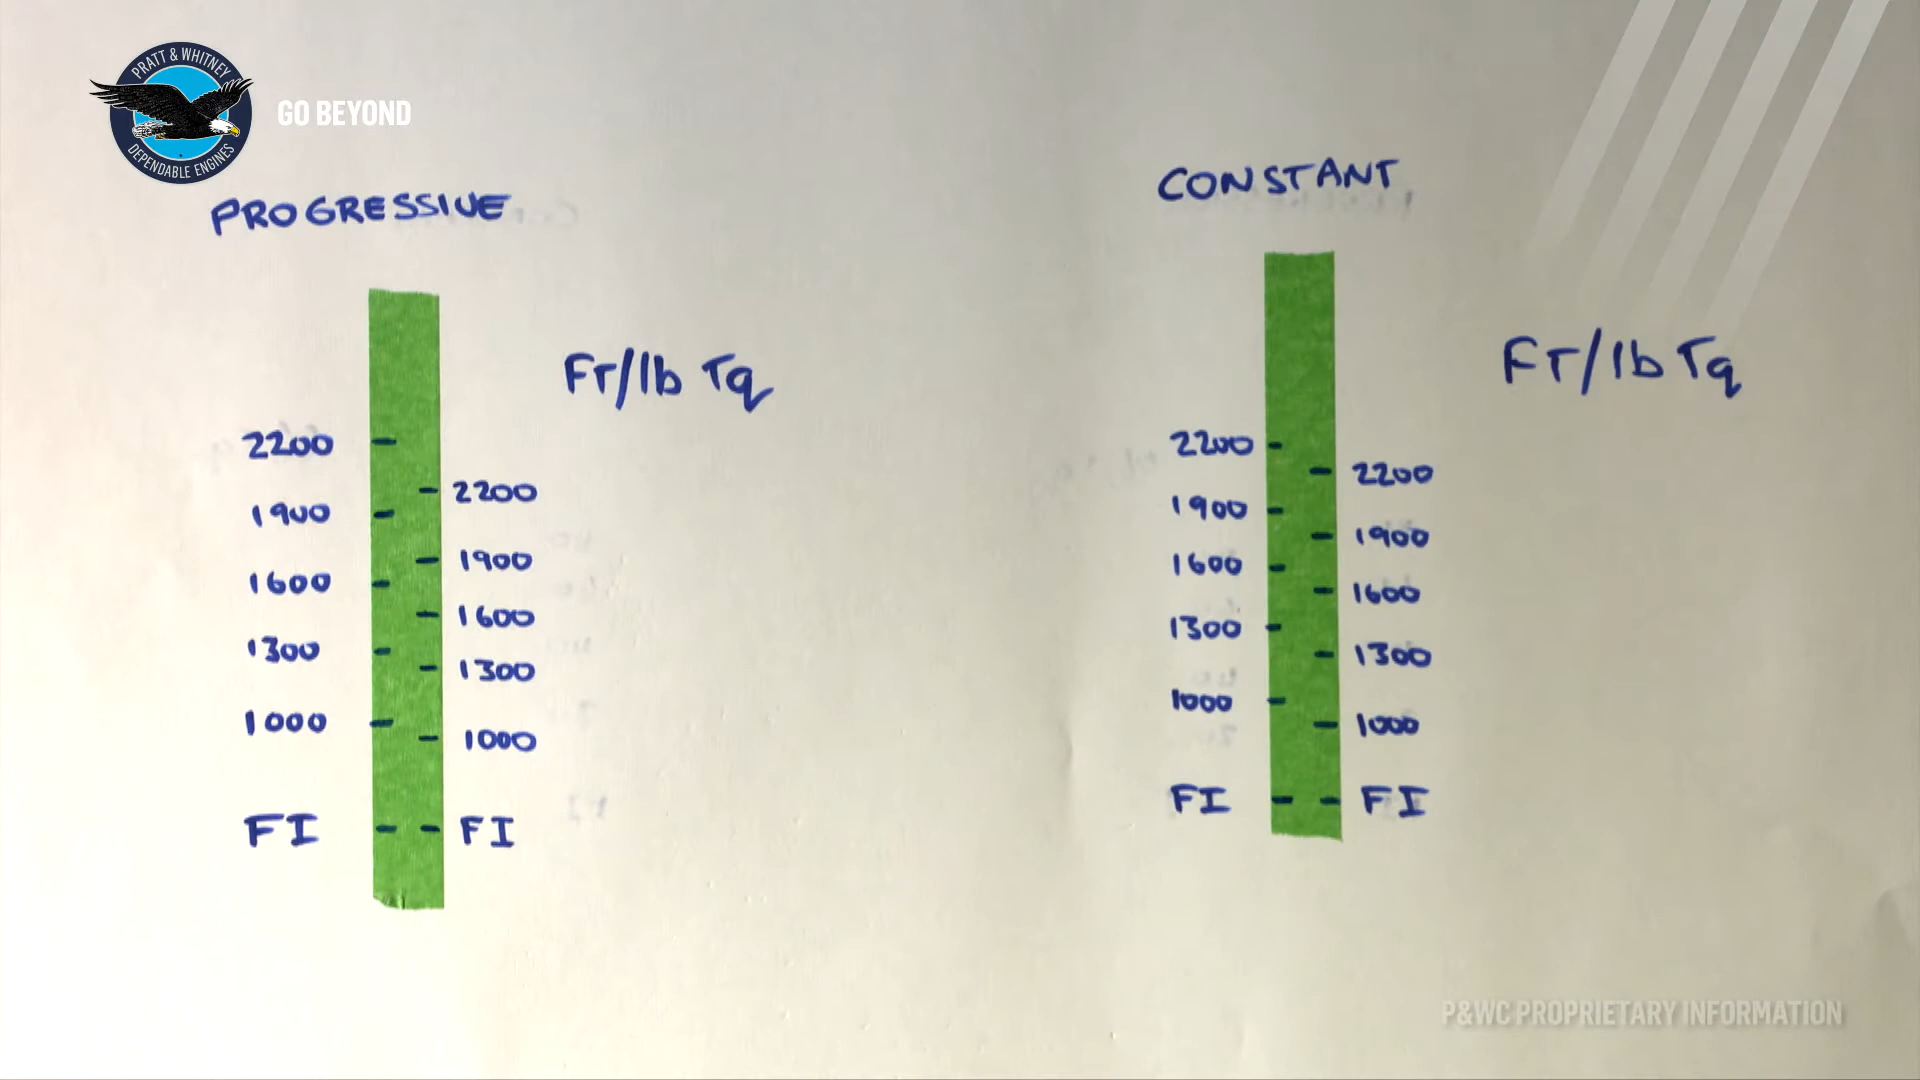 PRATT & WHITNEY
DEPENDABLE ENGINES
GO BEYOND
PROGRESSIVE
FT/lb Tq
2200
2200
1900
1900
1600
1600
1300
1300
1000
1000
FI
FI
CONSTANT
FT/lb Tq
2200
2200
1900
1900
1600
1600
1300
1300
1000
1000
FI
FI
P&WC PROPRIETARY INFORMATION